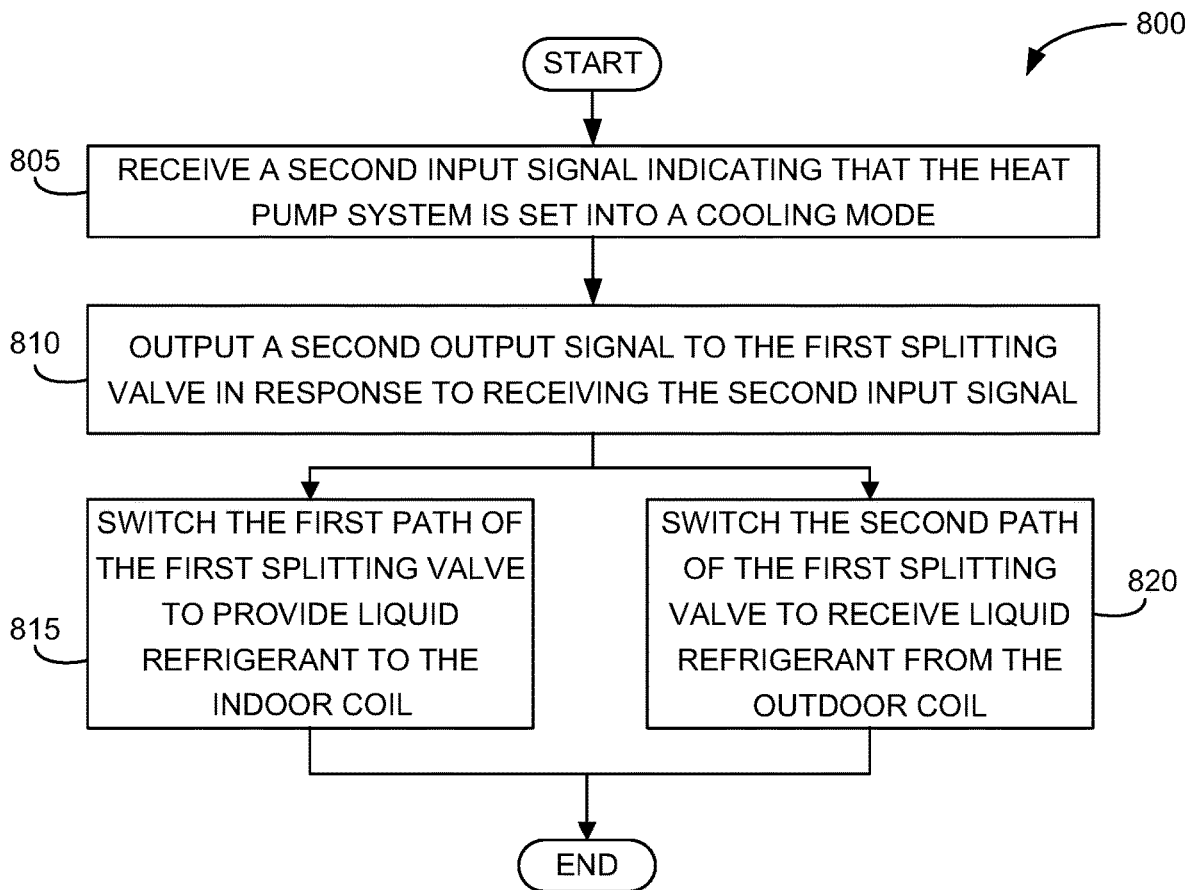 800
START
805
RECEIVE A SECOND INPUT SIGNAL INDICATING THAT THE HEAT
PUMP SYSTEM IS SET INTO A COOLING MODE
810
OUTPUT A SECOND OUTPUT SIGNAL TO THE FIRST SPLITTING
VALVE IN RESPONSE TO RECEIVING THE SECOND INPUT SIGNAL
815
SWITCH THE FIRST PATH OF
THE FIRST SPLITTING VALVE
TO PROVIDE LIQUID
REFRIGERANT TO THE
INDOOR COIL
SWITCH THE SECOND PATH
OF THE FIRST SPLITTING
VALVE TO RECEIVE LIQUID
REFRIGERANT FROM THE
OUTDOOR COIL
820
END